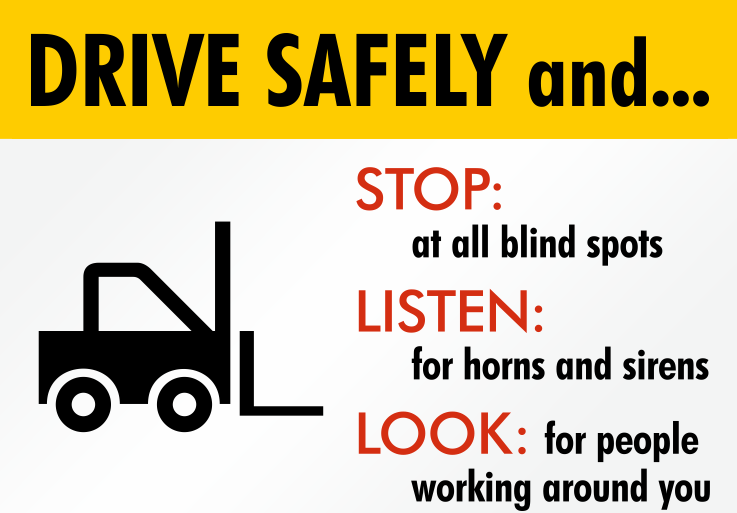 DRIVE SAFELY and...
STOP:
at all blind spots
LISTEN:
for horns and sirens
LOOK: for people
working around you